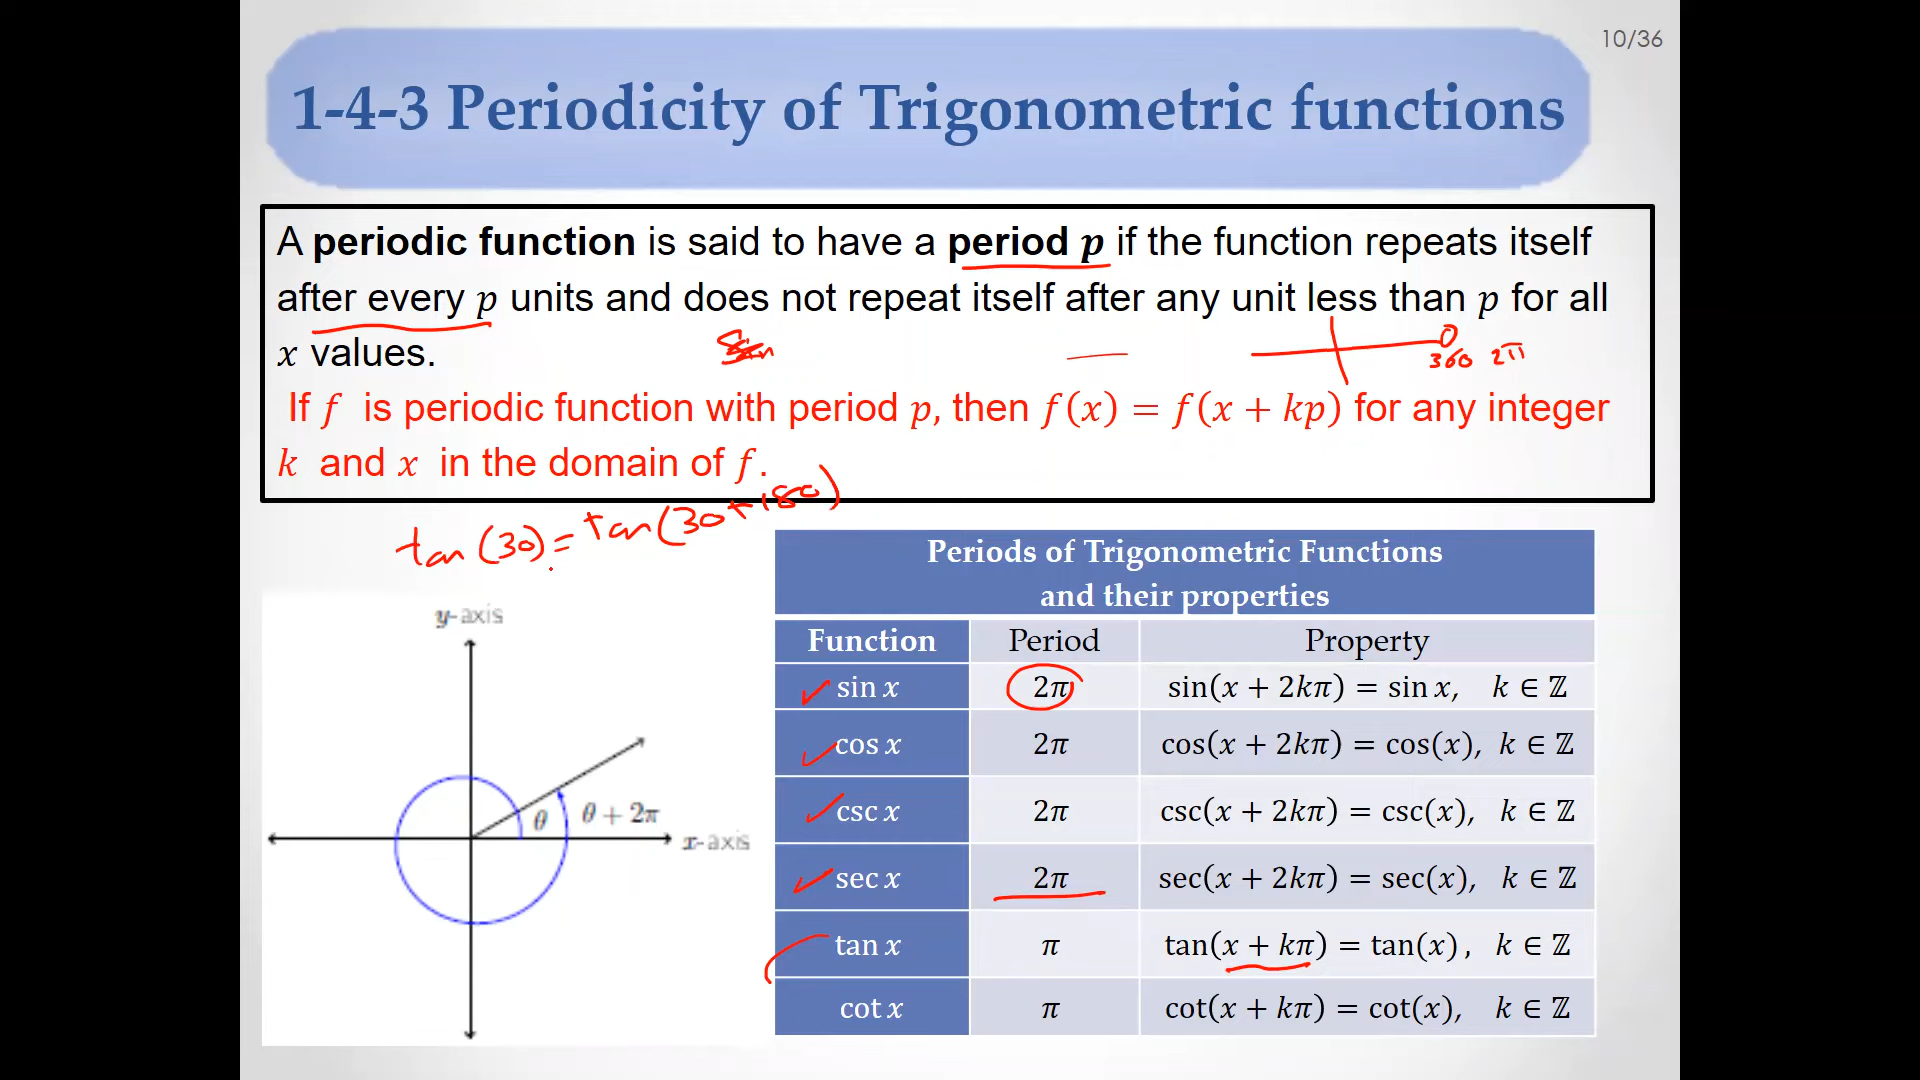 10/36
1-4-3 Periodicity of Trigonometric functions
A periodic function is said to have a period p if the function repeats itself
after every p units and does not repeat itself after any unit less than p for all
x values.
360 2π
If f is periodic function with period p, then f(x) = f(x + kp) for any integer
k and x in the domain of f.
tan(30) = tan(30+180)
y-axis
θ
θ + 2π
x-axis
Periods of Trigonometric Functions
and their properties
Function Period Property
sin x 2π sin(x + 2kπ) = sin x, k ∈ ℤ
cos x 2π cos(x + 2kπ) = cos(x), k ∈ ℤ
csc x 2π csc(x + 2kπ) = csc(x), k ∈ ℤ
sec x 2π sec(x + 2kπ) = sec(x), k ∈ ℤ
tan x π tan(x + kπ) = tan(x), k ∈ ℤ
cot x π cot(x + kπ) = cot(x), k ∈ ℤ